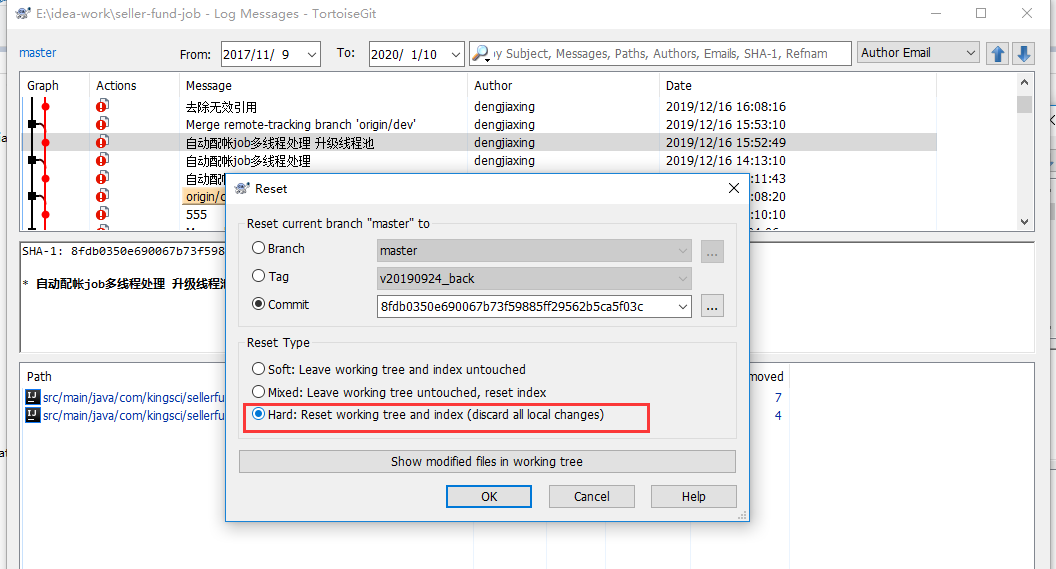 E:\idea-work\seller-fund-job - Log Messages - TortoiseGit
master From: 2017/11/ 9 To: 2020/ 1/10 by Subject, Messages, Paths, Authors, Emails, SHA-1, Refnam Author Email
Graph Actions Message Author Date
去除无效引用 dengjiaxing 2019/12/16 16:08:16
Merge remote-tracking branch 'origin/dev' dengjiaxing 2019/12/16 15:53:10
自动配帐job多线程处理 升级线程池 dengjiaxing 2019/12/16 15:52:49
自动配帐job多线程处理 dengjiaxing 2019/12/16 14:13:10
自动配 :11:43
origin/ :08:20
555 :10:10
Reset
Reset current branch "master" to
Branch master ...
Tag v20190924_back
Commit 8fdb0350e690067b73f59885ff29562b5ca5f03c ...
Reset Type
Soft: Leave working tree and index untouched
Mixed: Leave working tree untouched, reset index
Hard: Reset working tree and index (discard all local changes)
Show modified files in working tree
OK Cancel Help
SHA-1: 8fdb0350e690067b73f598
* 自动配帐job多线程处理 升级线程池
Path moved
src/main/java/com/kingsci/sellerfu 7
src/main/java/com/kingsci/sellerfu 4